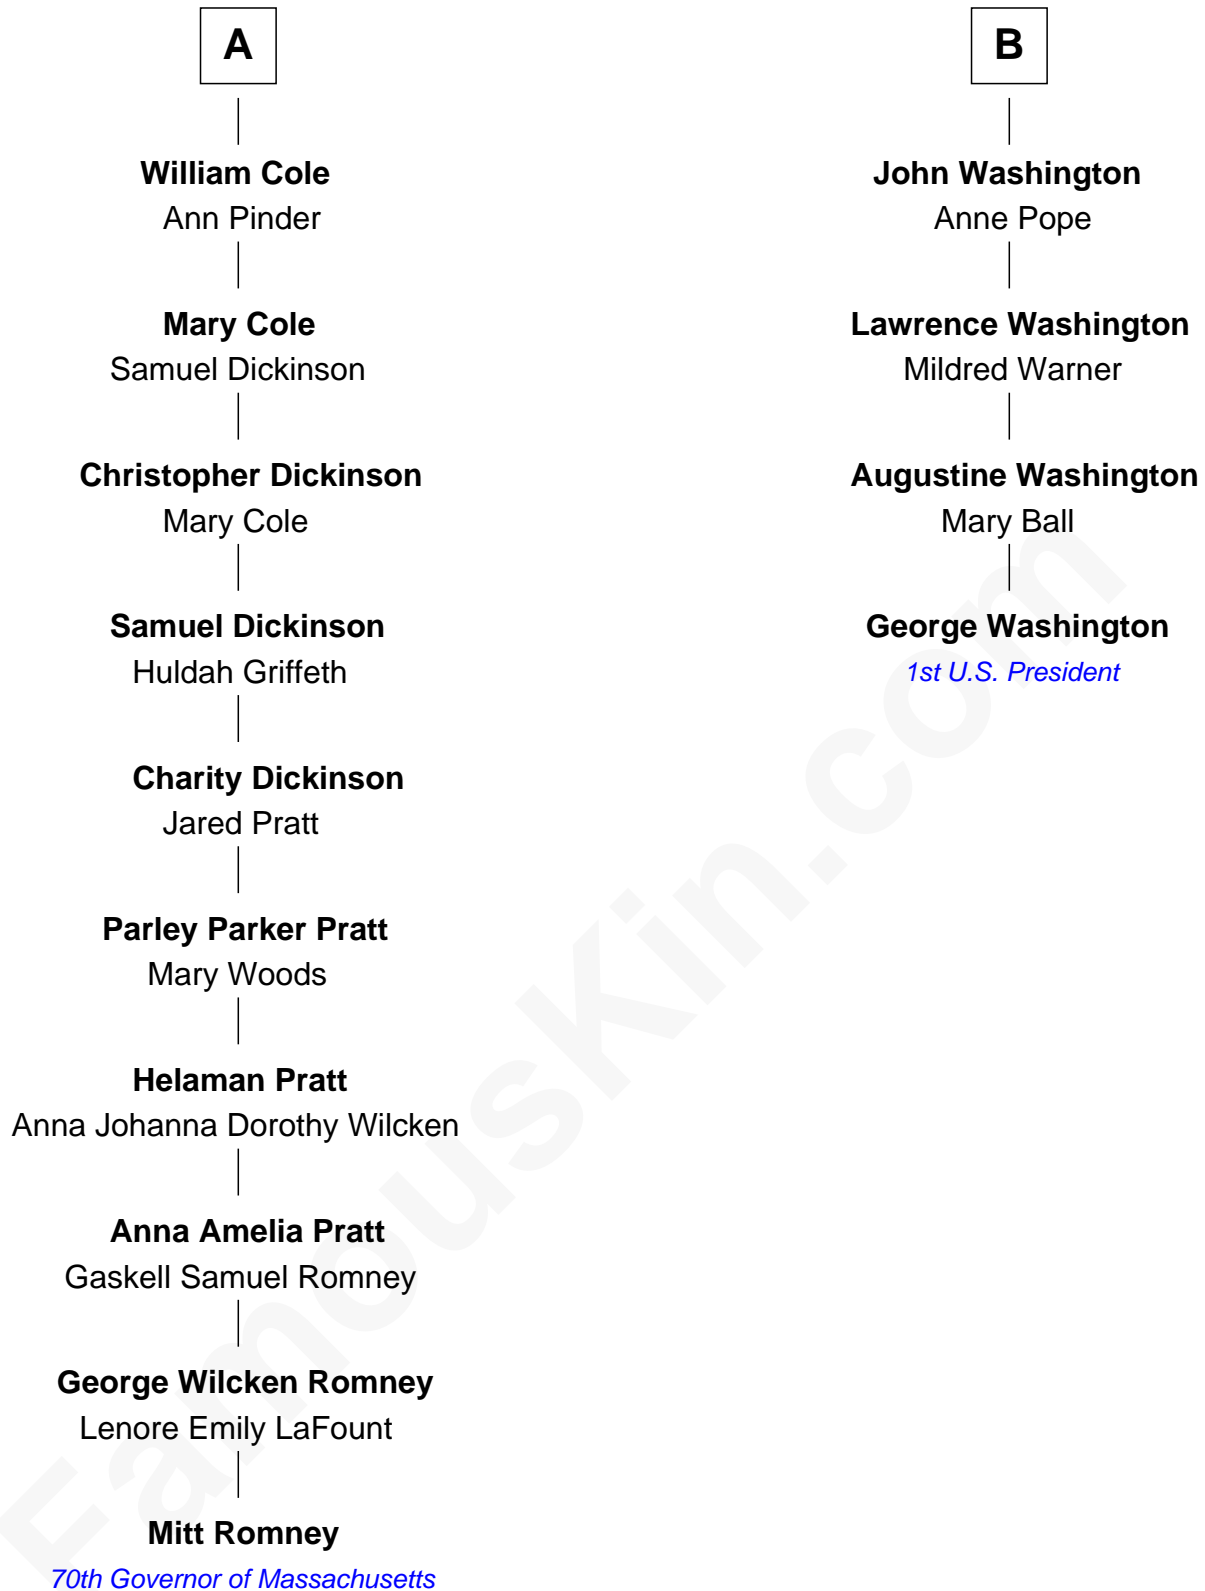 A
William Cole
Ann Pinder
Mary Cole
Samuel Dickinson
Christopher Dickinson
Mary Cole
Samuel Dickinson
Huldah Griffeth
Charity Dickinson
Jared Pratt
Parley Parker Pratt
Mary Woods
Helaman Pratt
Anna Johanna Dorothy Wilcken
Anna Amelia Pratt
Gaskell Samuel Romney
George Wilcken Romney
Lenore Emily LaFount
Mitt Romney
70th Governor of Massachusetts
B
John Washington
Anne Pope
Lawrence Washington
Mildred Warner
Augustine Washington
Mary Ball
George Washington
1st U.S. President
FamousKin.com